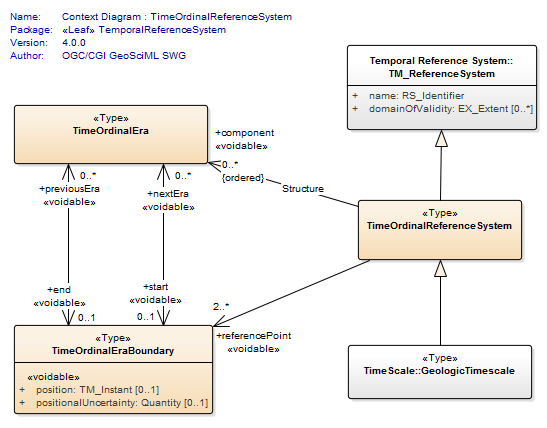 Name: Context Diagram : TimeOrdinalReferenceSystem
Package: «Leaf» TemporalReferenceSystem
Version: 4.0.0
Author: OGC/CGI GeoSciML SWG
Temporal Reference System::
TM_ReferenceSystem
+ name: RS_Identifier
+ domainOfValidity: EX_Extent [0..*]
«Type»
TimeOrdinalEra
+component
«voidable»
0..*
{ordered}
Structure
0..*
+previousEra
«voidable»
0..*
+nextEra
«voidable»
«Type»
TimeOrdinalReferenceSystem
+end
«voidable»
0..1
+start
«voidable»
0..1
2..*
+referencePoint
«voidable»
«Type»
TimeOrdinalEraBoundary
«voidable»
+ position: TM_Instant [0..1]
+ positionalUncertainty: Quantity [0..1]
«Type»
TimeScale::GeologicTimescale